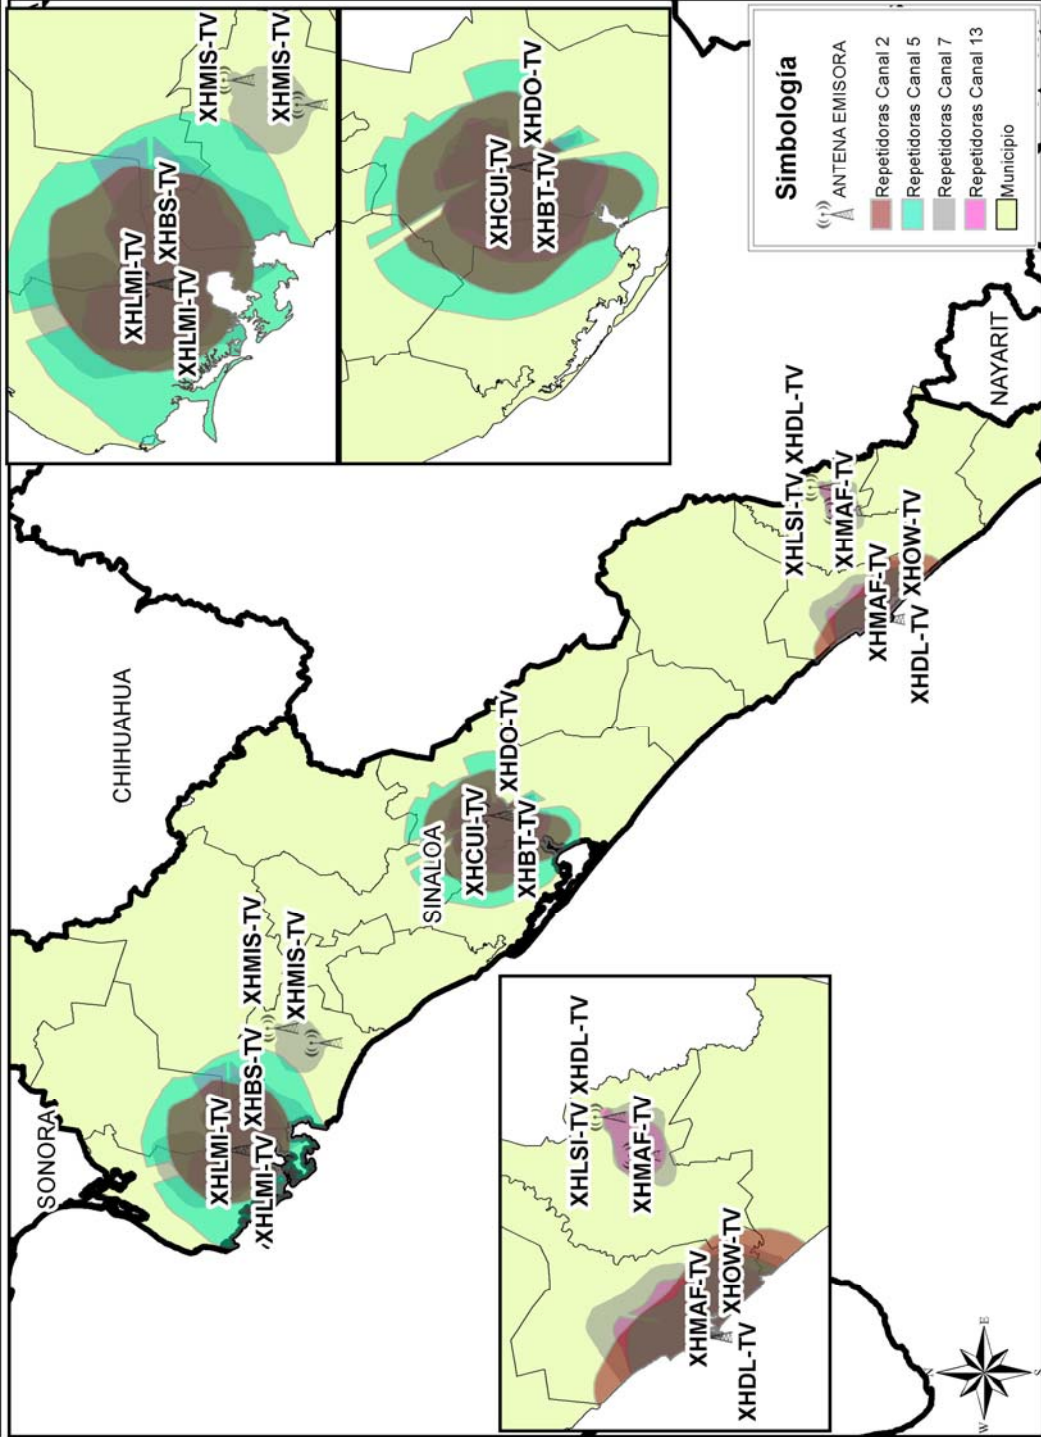 XHMIS-TV
XHMIS-TV
XHLMI-TV
XHBS-TV
XHLMI-TV
XHDO-TV
XHCUI-TV
XHBT-TV
Simbología
ANTENA EMISORA
Repetidoras Canal 2
Repetidoras Canal 5
Repetidoras Canal 7
Repetidoras Canal 13
Municipio
SONORA
CHIHUAHUA
SINALOA
NAYARIT
XHMIS-TV
XHMIS-TV
XHBS-TV
XHLMI-TV
XHLMI-TV
XHDO-TV
XHCUI-TV
XHBT-TV
XHLSI-TV XHDL-TV
XHMAF-TV
XHMAF-TV
XHOW-TV
XHDL-TV
XHLSI-TV XHDL-TV
XHMAF-TV
XHMAF-TV
XHOW-TV
XHDL-TV
N
W
E
S